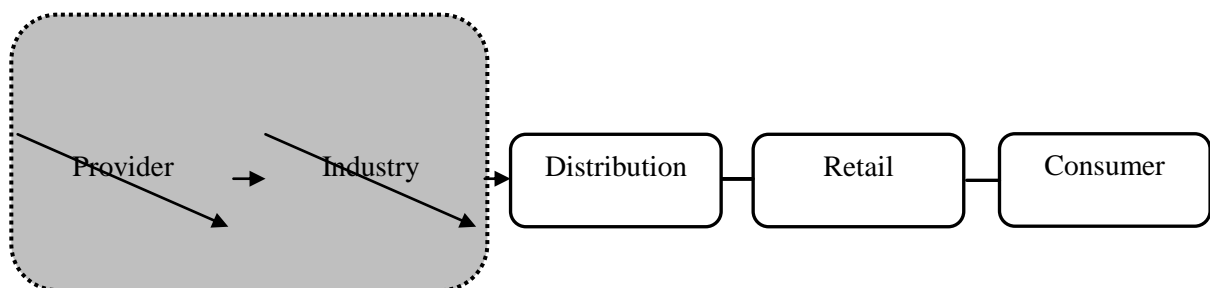 Provider
Industry
Distribution
Retail
Consumer